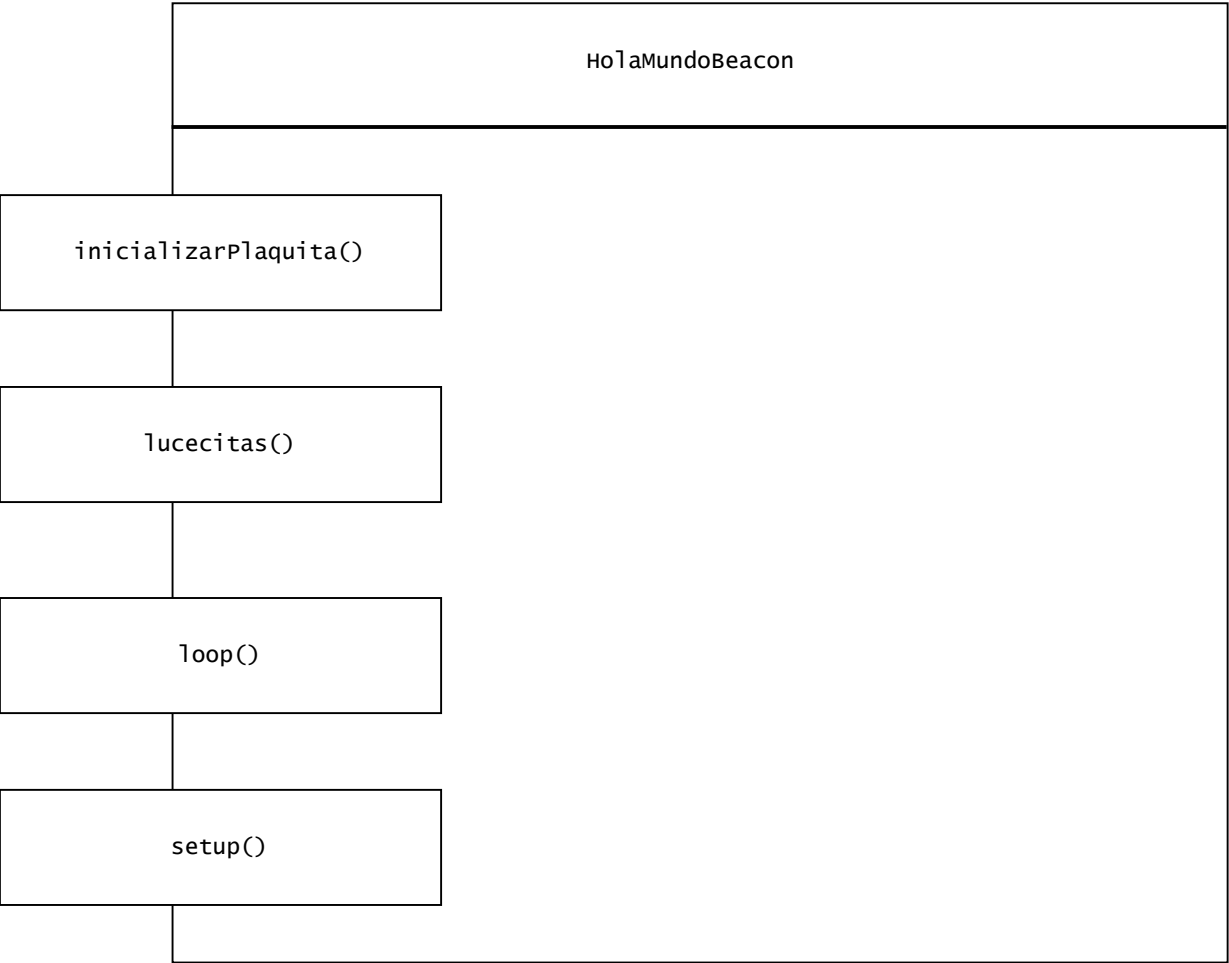 HolaMundoBeacon
inicializarPlaquita()
lucecitas()
loop()
setup()